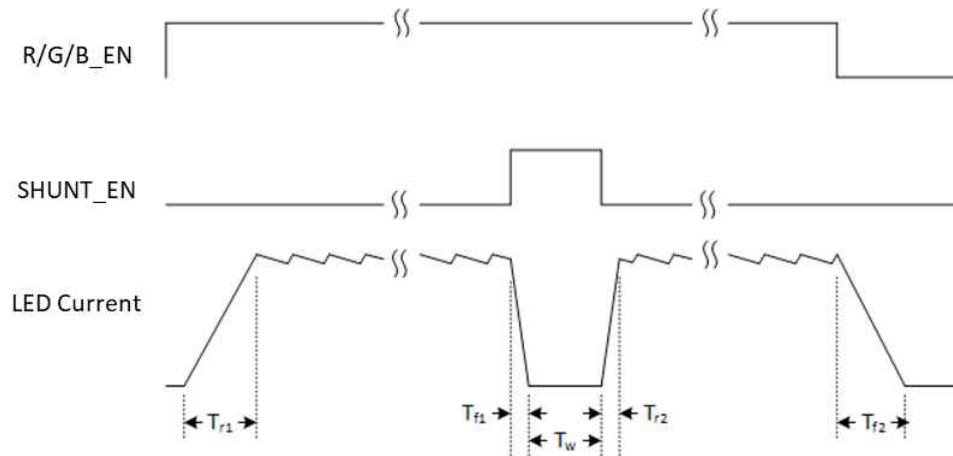 R/G/B_EN
SHUNT_EN
LED Current
Tr1
Tf1
Tw
Tr2
Tf2